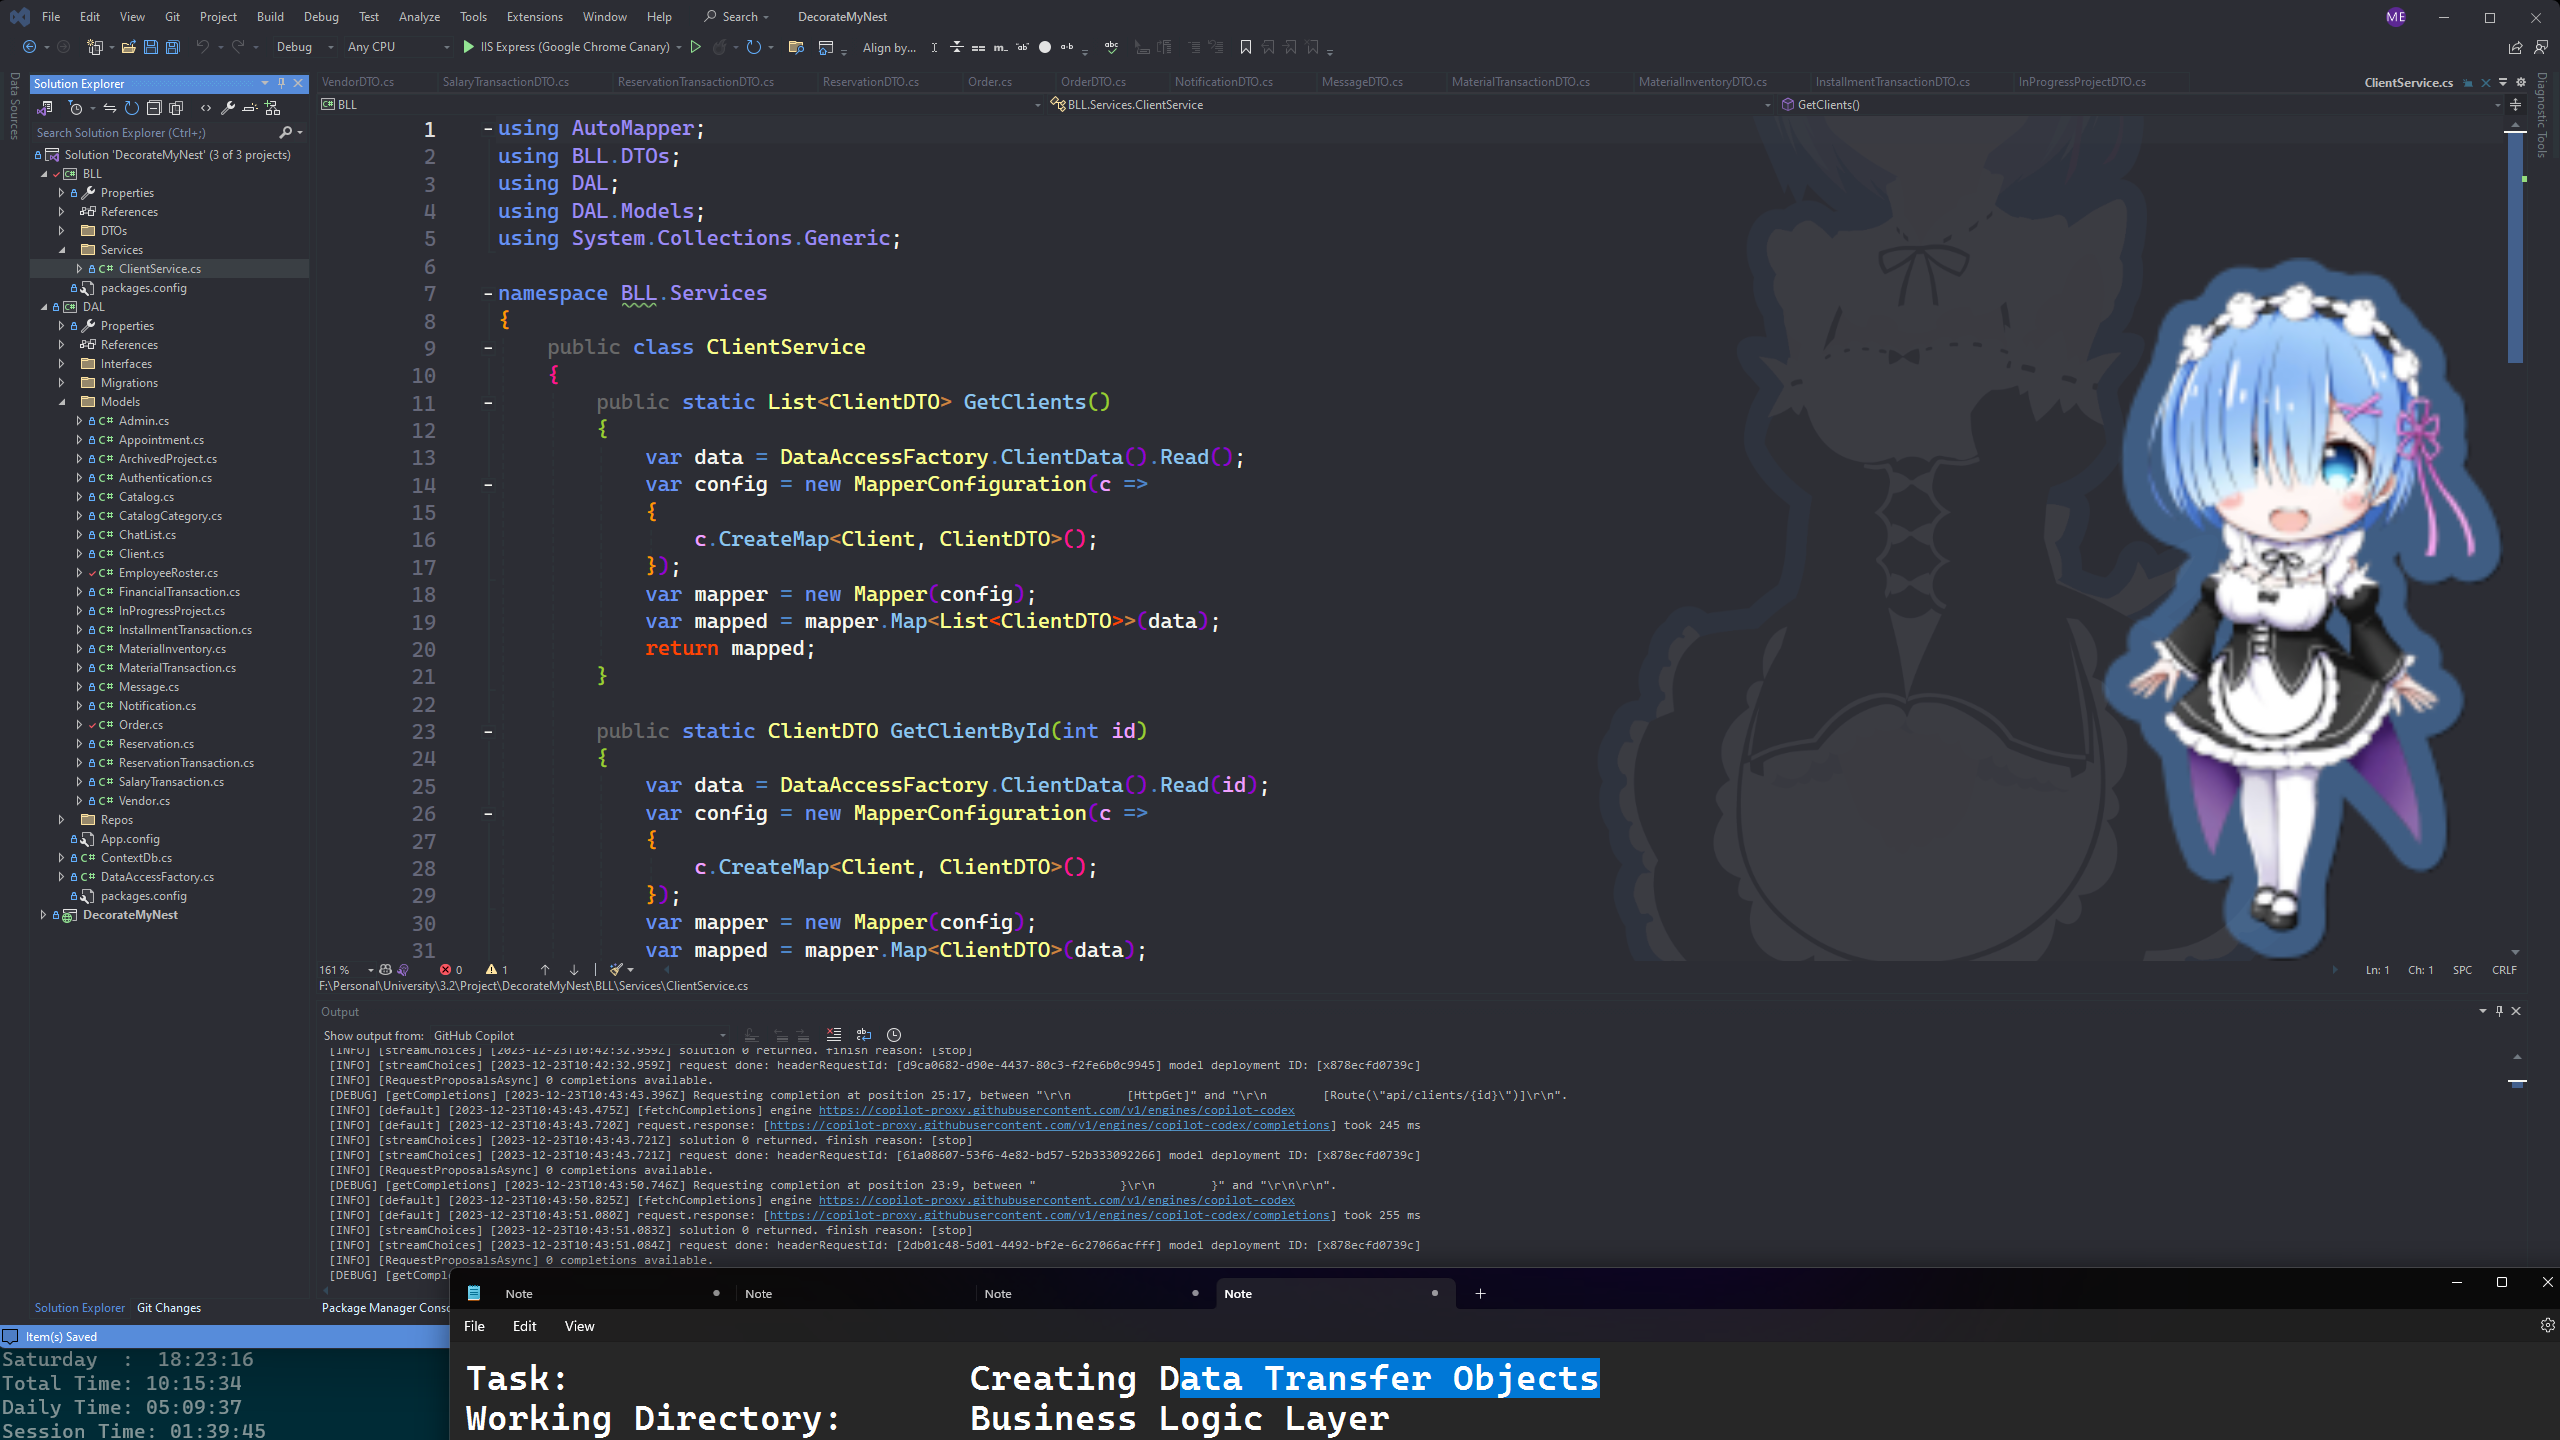 File Edit View Git Project Build Debug Test Analyze Tools Extensions Window Help Search DecorateMyNest ME
Debug Any CPU IIS Express (Google Chrome Canary) Align by...
Data Sources
Diagnostic Tools
Solution Explorer
Search Solution Explorer (Ctrl+;)
Solution 'DecorateMyNest' (3 of 3 projects)
BLL
Properties
References
DTOs
Services
C# ClientService.cs
packages.config
DAL
Properties
References
Interfaces
Migrations
Models
C# Admin.cs
C# Appointment.cs
C# ArchivedProject.cs
C# Authentication.cs
C# Catalog.cs
C# CatalogCategory.cs
C# ChatList.cs
C# Client.cs
C# EmployeeRoster.cs
C# FinancialTransaction.cs
C# InProgressProject.cs
C# InstallmentTransaction.cs
C# MaterialInventory.cs
C# MaterialTransaction.cs
C# Message.cs
C# Notification.cs
C# Order.cs
C# Reservation.cs
C# ReservationTransaction.cs
C# SalaryTransaction.cs
C# Vendor.cs
Repos
App.config
C# ContextDb.cs
C# DataAccessFactory.cs
packages.config
DecorateMyNest
Solution Explorer Git Changes
VendorDTO.cs SalaryTransactionDTO.cs ReservationTransactionDTO.cs ReservationDTO.cs Order.cs OrderDTO.cs NotificationDTO.cs MessageDTO.cs MaterialTransactionDTO.cs MaterialInventoryDTO.cs InstallmentTransactionDTO.cs InProgressProjectDTO.cs ClientService.cs
BLL BLL.Services.ClientService GetClients()
1 using AutoMapper;
2 using BLL.DTOs;
3 using DAL;
4 using DAL.Models;
5 using System.Collections.Generic;
6
7 namespace BLL.Services
8 {
9 public class ClientService
10 {
11 public static List<ClientDTO> GetClients()
12 {
13 var data = DataAccessFactory.ClientData().Read();
14 var config = new MapperConfiguration(c =>
15 {
16 c.CreateMap<Client, ClientDTO>();
17 });
18 var mapper = new Mapper(config);
19 var mapped = mapper.Map<List<ClientDTO>>(data);
20 return mapped;
21 }
22
23 public static ClientDTO GetClientById(int id)
24 {
25 var data = DataAccessFactory.ClientData().Read(id);
26 var config = new MapperConfiguration(c =>
27 {
28 c.CreateMap<Client, ClientDTO>();
29 });
30 var mapper = new Mapper(config);
31 var mapped = mapper.Map<ClientDTO>(data);
161 % 0 1 Ln: 1 Ch: 1 SPC CRLF
F:\Personal\University\3.2\Project\DecorateMyNest\BLL\Services\ClientService.cs
Output
Show output from: GitHub Copilot
[INFO] [streamChoices] [2023-12-23T10:42:32.959Z] solution 0 returned. finish reason: [stop]
[INFO] [streamChoices] [2023-12-23T10:42:32.959Z] request done: headerRequestId: [d9ca0682-d90e-4437-80c3-f2fe6b0c9945] model deployment ID: [x878ecfd0739c]
[INFO] [RequestProposalsAsync] 0 completions available.
[DEBUG] [getCompletions] [2023-12-23T10:43:43.396Z] Requesting completion at position 25:17, between "\r\n [HttpGet]" and "\r\n [Route(\"api/clients/{id}\")]\r\n".
[INFO] [default] [2023-12-23T10:43:43.475Z] [fetchCompletions] engine https://copilot-proxy.githubusercontent.com/v1/engines/copilot-codex
[INFO] [default] [2023-12-23T10:43:43.720Z] request.response: [https://copilot-proxy.githubusercontent.com/v1/engines/copilot-codex/completions] took 245 ms
[INFO] [streamChoices] [2023-12-23T10:43:43.721Z] solution 0 returned. finish reason: [stop]
[INFO] [streamChoices] [2023-12-23T10:43:43.721Z] request done: headerRequestId: [61a08607-53f6-4e82-bd57-52b333092266] model deployment ID: [x878ecfd0739c]
[INFO] [RequestProposalsAsync] 0 completions available.
[DEBUG] [getCompletions] [2023-12-23T10:43:50.746Z] Requesting completion at position 23:9, between " }\r\n }" and "\r\n\r\n".
[INFO] [default] [2023-12-23T10:43:50.825Z] [fetchCompletions] engine https://copilot-proxy.githubusercontent.com/v1/engines/copilot-codex
[INFO] [default] [2023-12-23T10:43:51.080Z] request.response: [https://copilot-proxy.githubusercontent.com/v1/engines/copilot-codex/completions] took 255 ms
[INFO] [streamChoices] [2023-12-23T10:43:51.083Z] solution 0 returned. finish reason: [stop]
[INFO] [streamChoices] [2023-12-23T10:43:51.084Z] request done: headerRequestId: [2db01c48-5d01-4492-bf2e-6c27066acfff] model deployment ID: [x878ecfd0739c]
[INFO] [RequestProposalsAsync] 0 completions available.
[DEBUG] [getCompl
Package Manager Conso
Item(s) Saved
Saturday : 18:23:16
Total Time: 10:15:34
Daily Time: 05:09:37
Session Time: 01:39:45
Note Note Note Note
File Edit View
Task: Creating Data Transfer Objects
Working Directory: Business Logic Layer